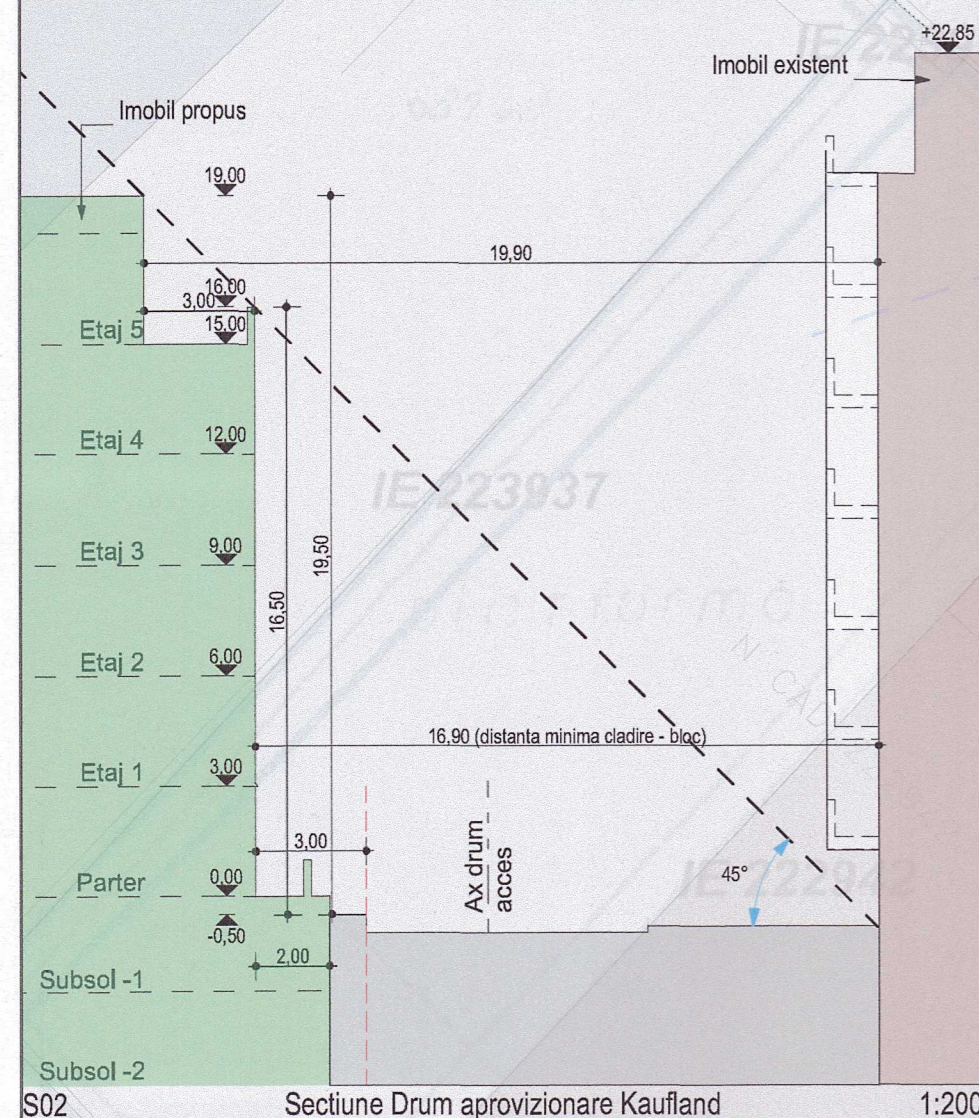 +22,85
Imobil existent
Imobil propus
19,00
19,90
16,00
3,00
15,00
Etaj 5
Etaj 4
12,00
IE 223937
Etaj 3
9,00
19,50
16,50
Etaj 2
6,00
16,90 (distanta minima cladire - bloc)
Etaj 1
3,00
3,00
Ax drum
acces
45°
Parter
0,00
-0,50
2,00
Subsol -1
Subsol -2
S02
Sectiune Drum aprovizionare Kaufland
1:200